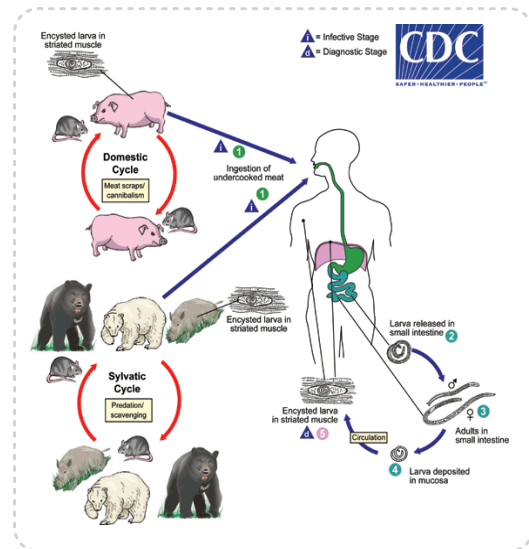 Encysted larva in
striated muscle
i = Infective Stage
d = Diagnostic Stage
CDC
SAFER·HEALTHIER·PEOPLE™
i 1
Ingestion of
undercooked meat
i 1
Domestic
Cycle
Meat scraps/
cannibalism
Encysted larva in
striated muscle
Sylvatic
Cycle
Predation/
scavenging
Larva released in
small intestine
2
♂
♀
3
Adults in
small intestine
Encysted larva
in striated muscle
d 5
Circulation
4
Larva deposited
in mucosa